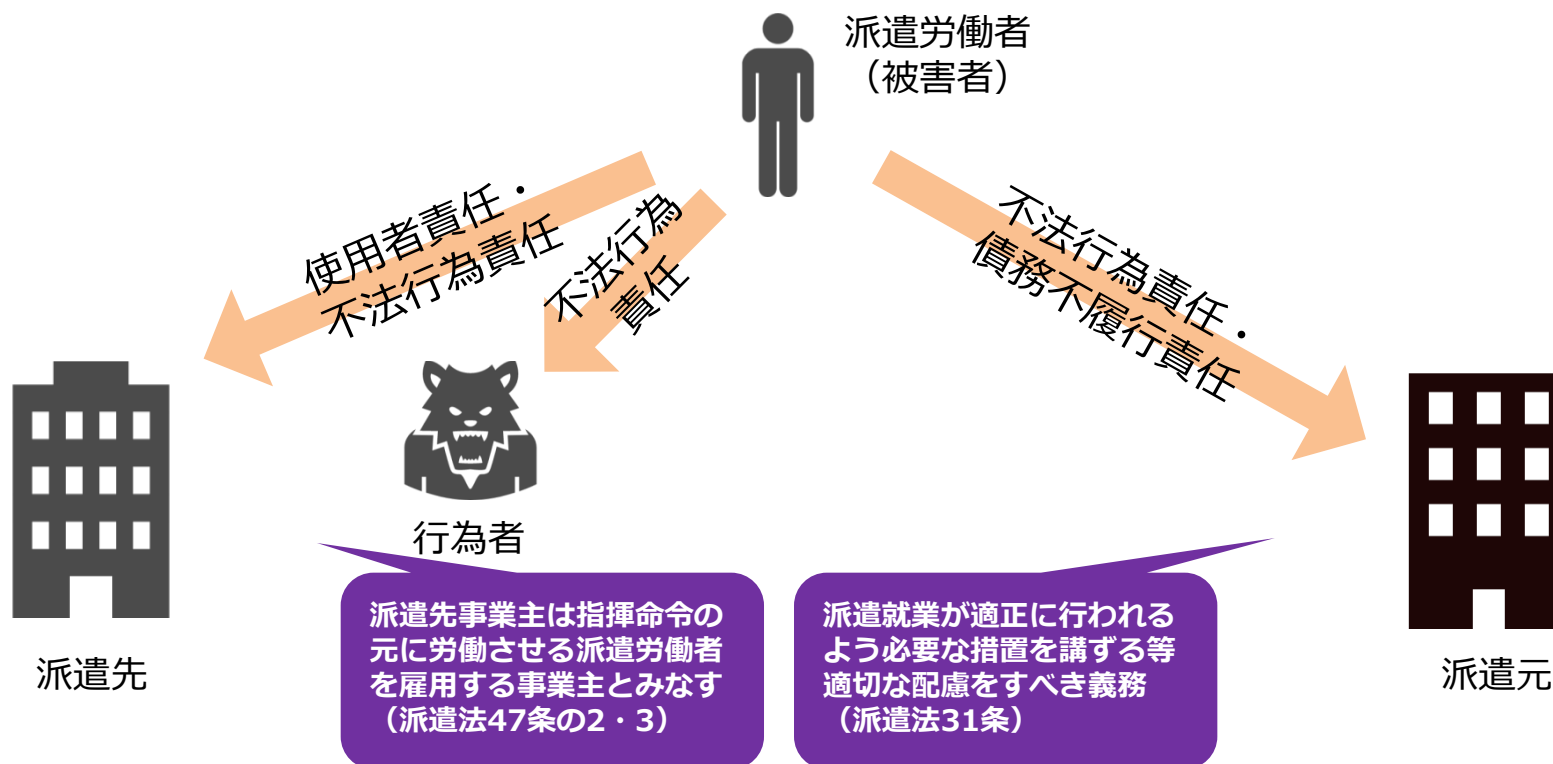 派遣労働者
（被害者）
使用者責任・
不法行為責任
不法行為
責任
不法行為責任・
債務不履行責任
行為者
派遣先
派遣先事業主は指揮命令の
元に労働させる派遣労働者
を雇用する事業主とみなす
（派遣法47条の2・3）
派遣就業が適正に行われる
よう必要な措置を講ずる等
適切な配慮をすべき義務
（派遣法31条）
派遣元